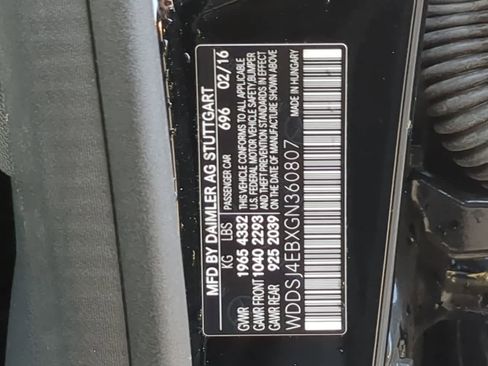 MFD BY DAIMLER AG STUTTGART
PASSENGER CAR 696 02/16
KG LBS
GVWR 1965 4332
GAWR FRONT 1040 2293
GAWR REAR 925 2039
THIS VEHICLE CONFORMS TO ALL APPLICABLE
U.S. FEDERAL MOTOR VEHICLE SAFETY, BUMPER
AND THEFT PREVENTION STANDARDS IN EFFECT
ON THE DATE OF MANUFACTURE SHOWN ABOVE
WDDSJ4EBXGN360807
MADE IN HUNGARY